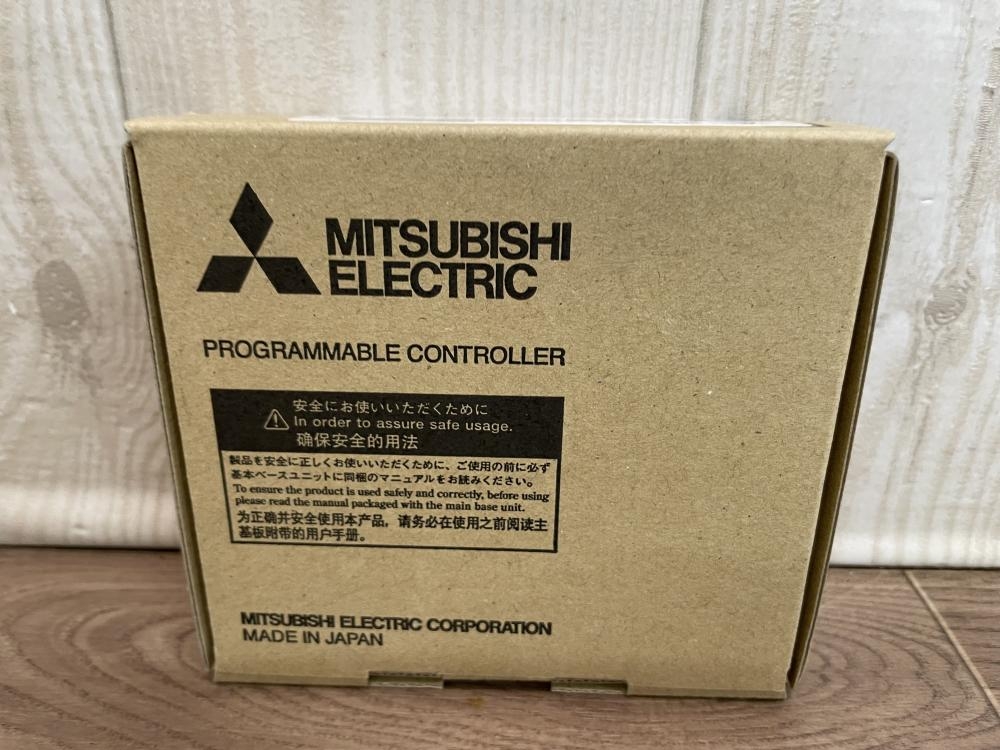 MITSUBISHI
ELECTRIC
PROGRAMMABLE CONTROLLER
安全にお使いいただくために
In order to assure safe usage.
确保安全的用法
製品を安全に正しくお使いいただくために、ご使用の前に必ず
基本ベースユニットに同梱のマニュアルをお読みください。
To ensure the product is used safely and correctly, before using
please read the manual packaged with the main base unit.
为正确并安全使用本产品，请务必在使用之前阅读主
基板附带的用户手册。
MITSUBISHI ELECTRIC CORPORATION
MADE IN JAPAN